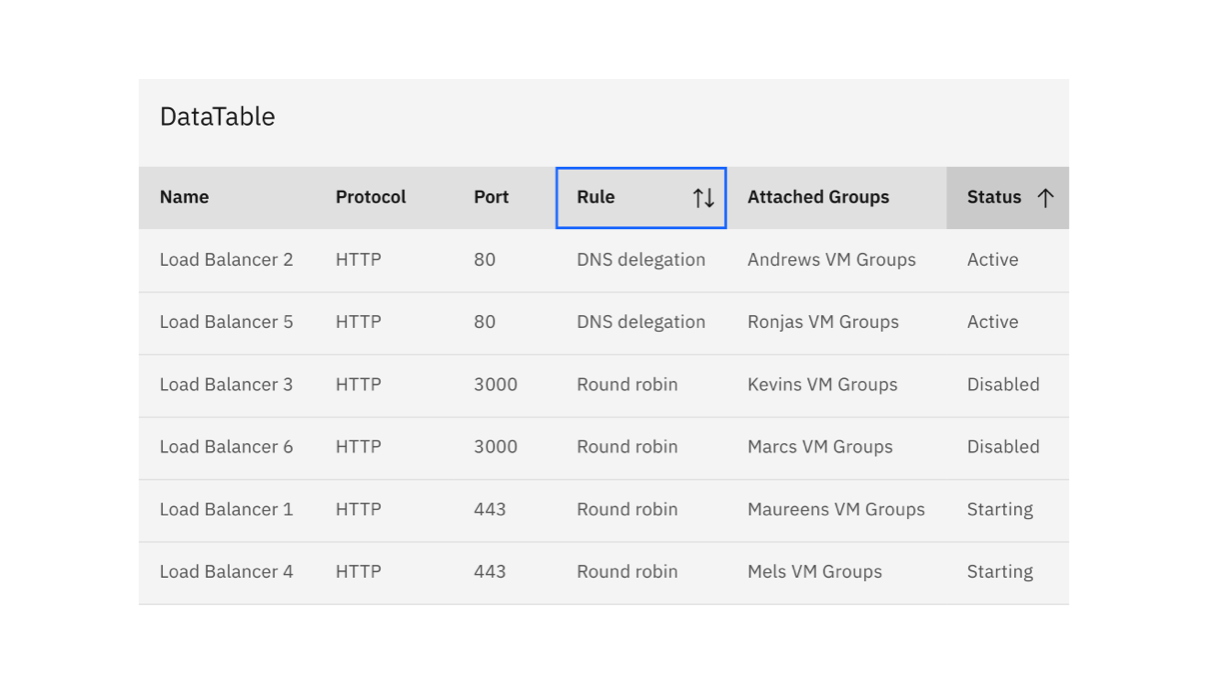 DataTable
Name Protocol Port Rule Attached Groups Status
Load Balancer 2 HTTP 80 DNS delegation Andrews VM Groups Active
Load Balancer 5 HTTP 80 DNS delegation Ronjas VM Groups Active
Load Balancer 3 HTTP 3000 Round robin Kevins VM Groups Disabled
Load Balancer 6 HTTP 3000 Round robin Marcs VM Groups Disabled
Load Balancer 1 HTTP 443 Round robin Maureens VM Groups Starting
Load Balancer 4 HTTP 443 Round robin Mels VM Groups Starting